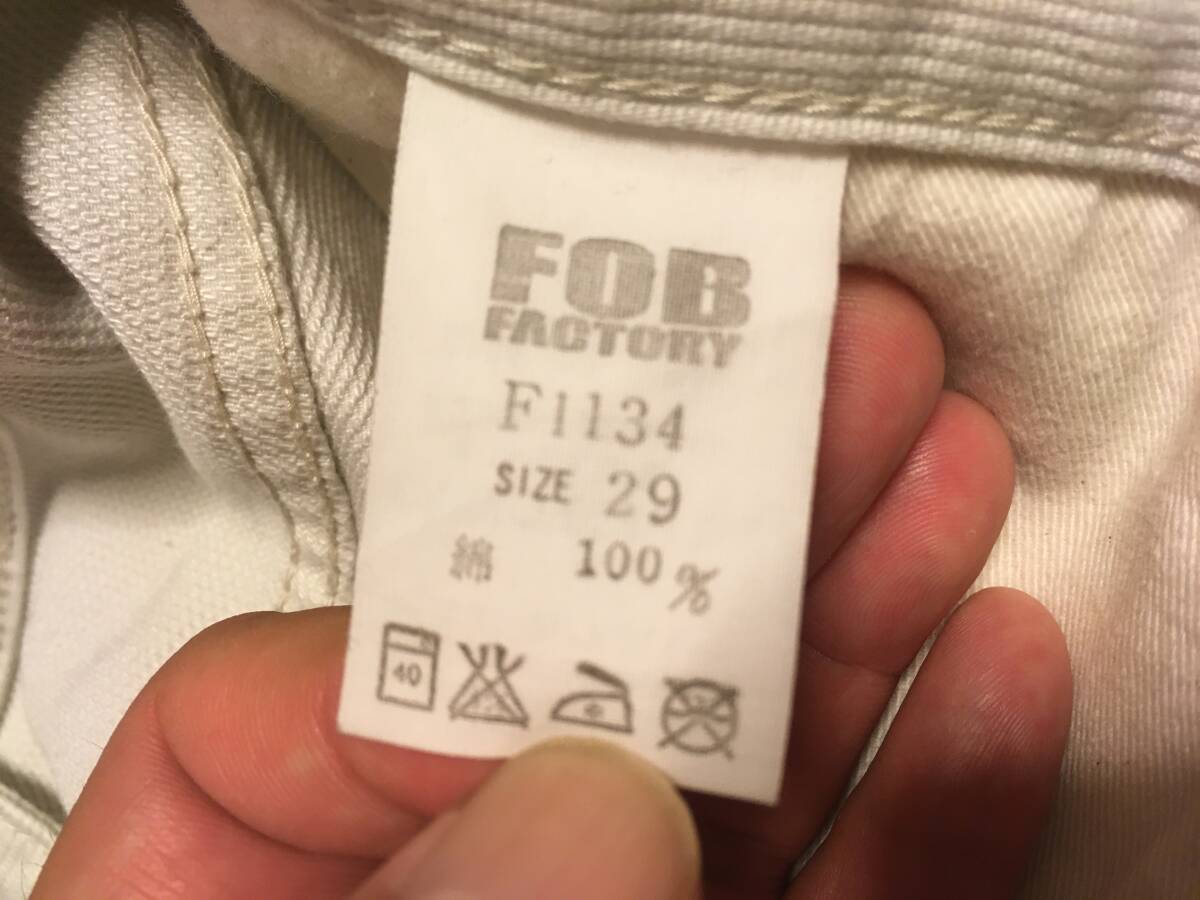 FOB
FACTORY
F1134
SIZE 29
綿 100%
40